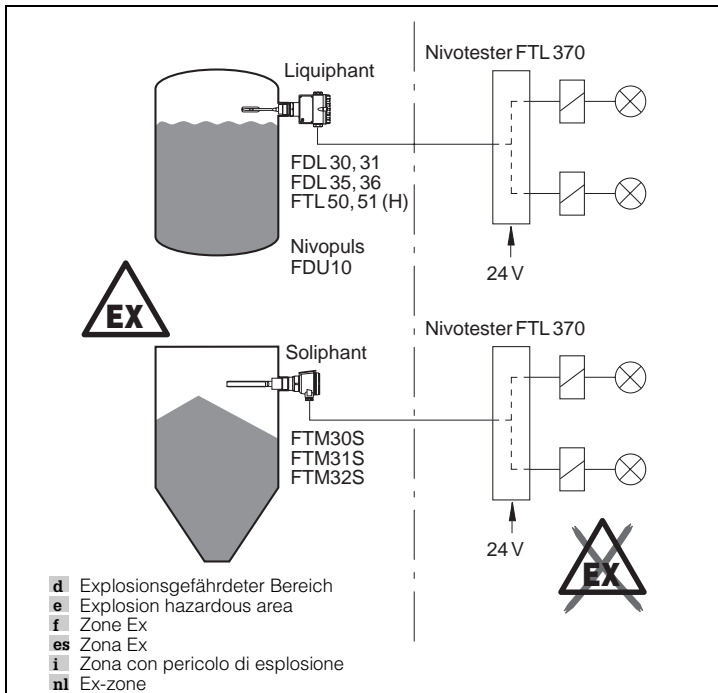 Liquiphant
Nivotester FTL 370
FDL 30, 31
FDL 35, 36
FTL 50, 51 (H)
Nivopuls
FDU10
24 V
EX
Soliphant
Nivotester FTL 370
FTM30S
FTM31S
FTM32S
24 V
EX
d Explosionsgefährdeter Bereich
e Explosion hazardous area
f Zone Ex
es Zona Ex
i Zona con pericolo di esplosione
nl Ex-zone